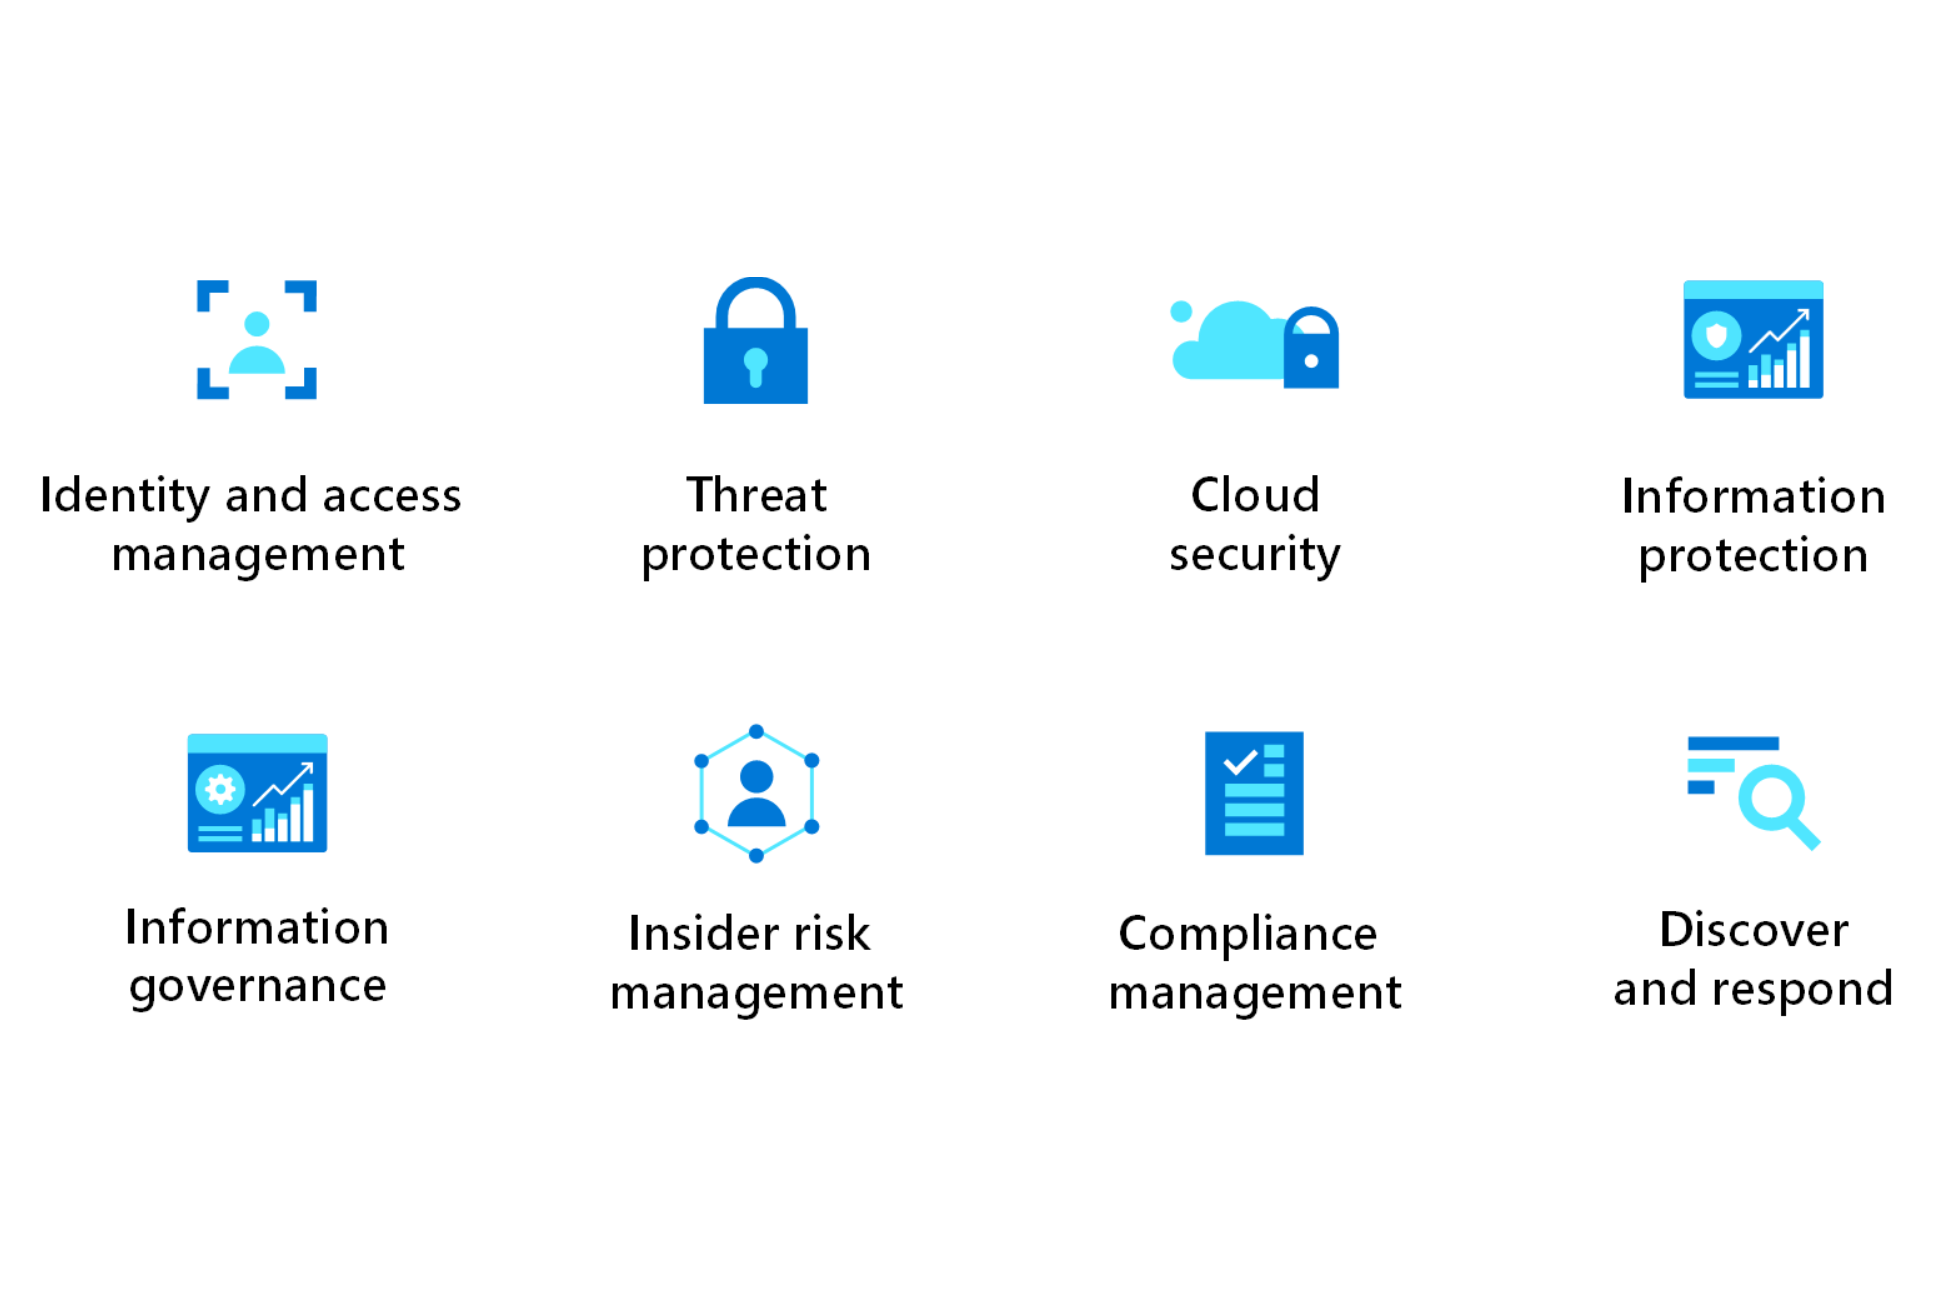 Identity and access
management
Threat
protection
Cloud
security
Information
protection
Information
governance
Insider risk
management
Compliance
management
Discover
and respond